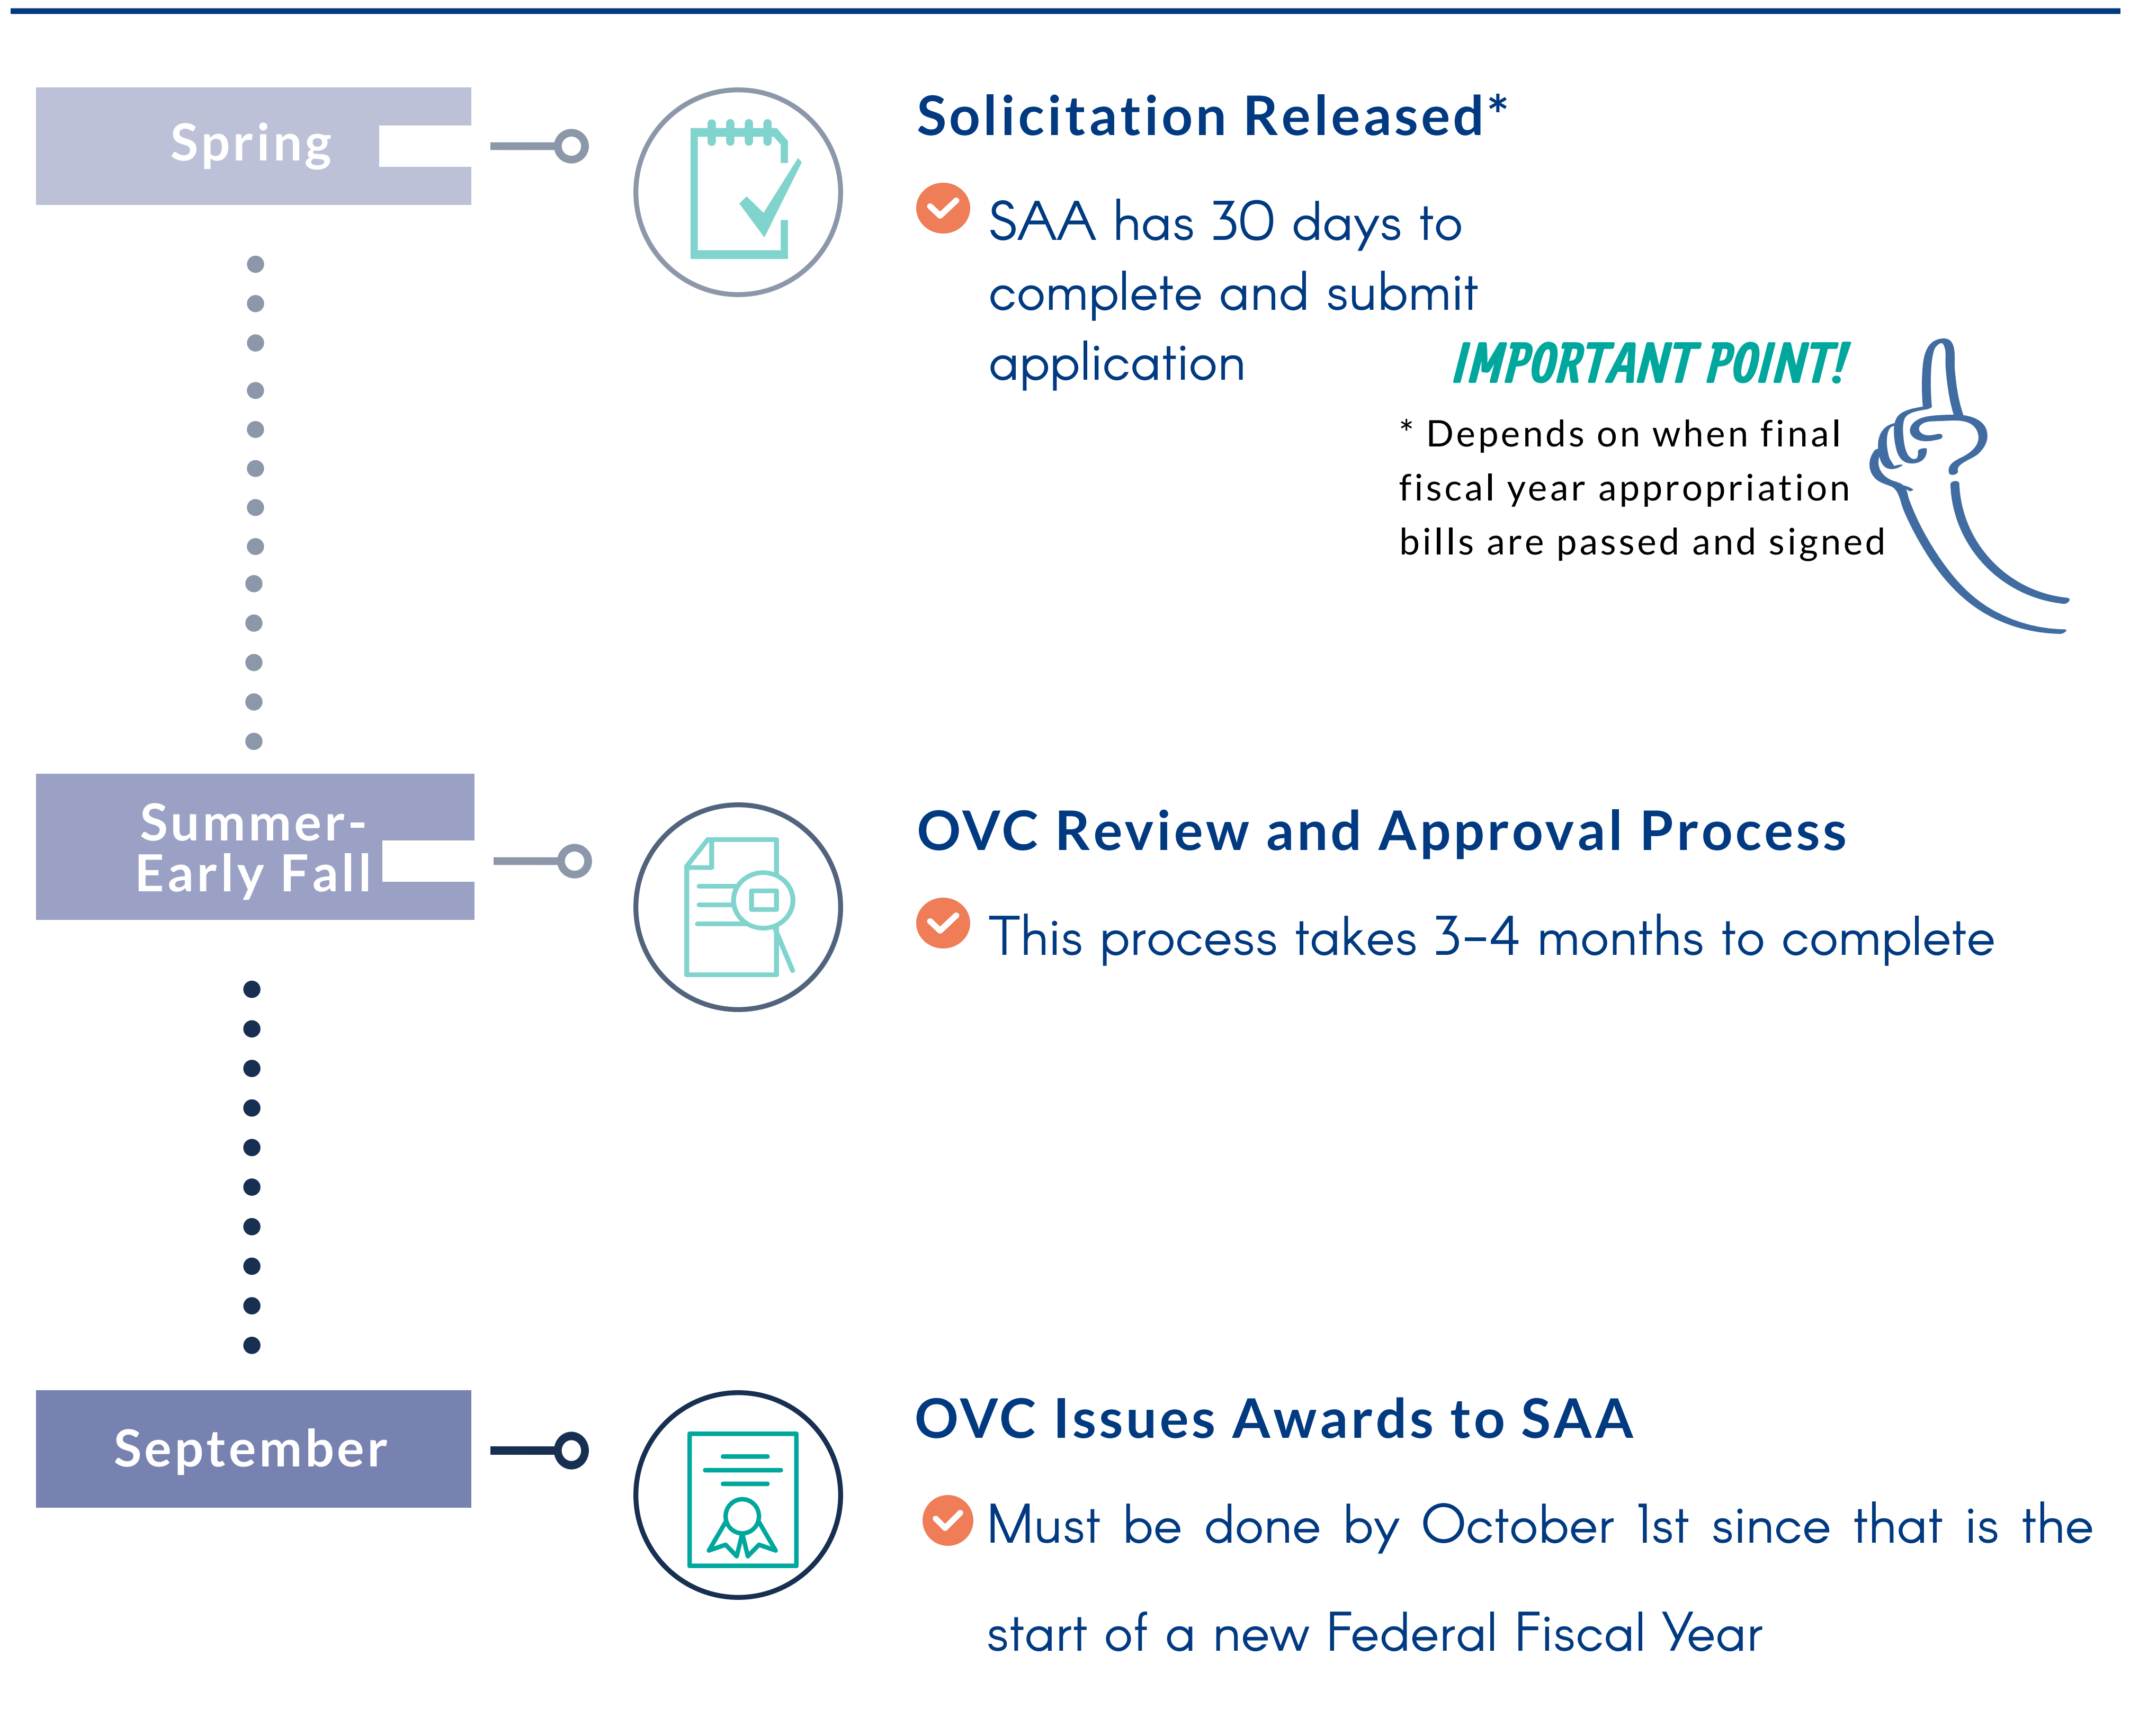 Spring
Solicitation Released*
SAA has 30 days to
complete and submit
application
IMPORTANT POINT!
* Depends on when final
fiscal year appropriation
bills are passed and signed
Summer-
Early Fall
OVC Review and Approval Process
This process takes 3-4 months to complete
September
OVC Issues Awards to SAA
Must be done by October 1st since that is the
start of a new Federal Fiscal Year